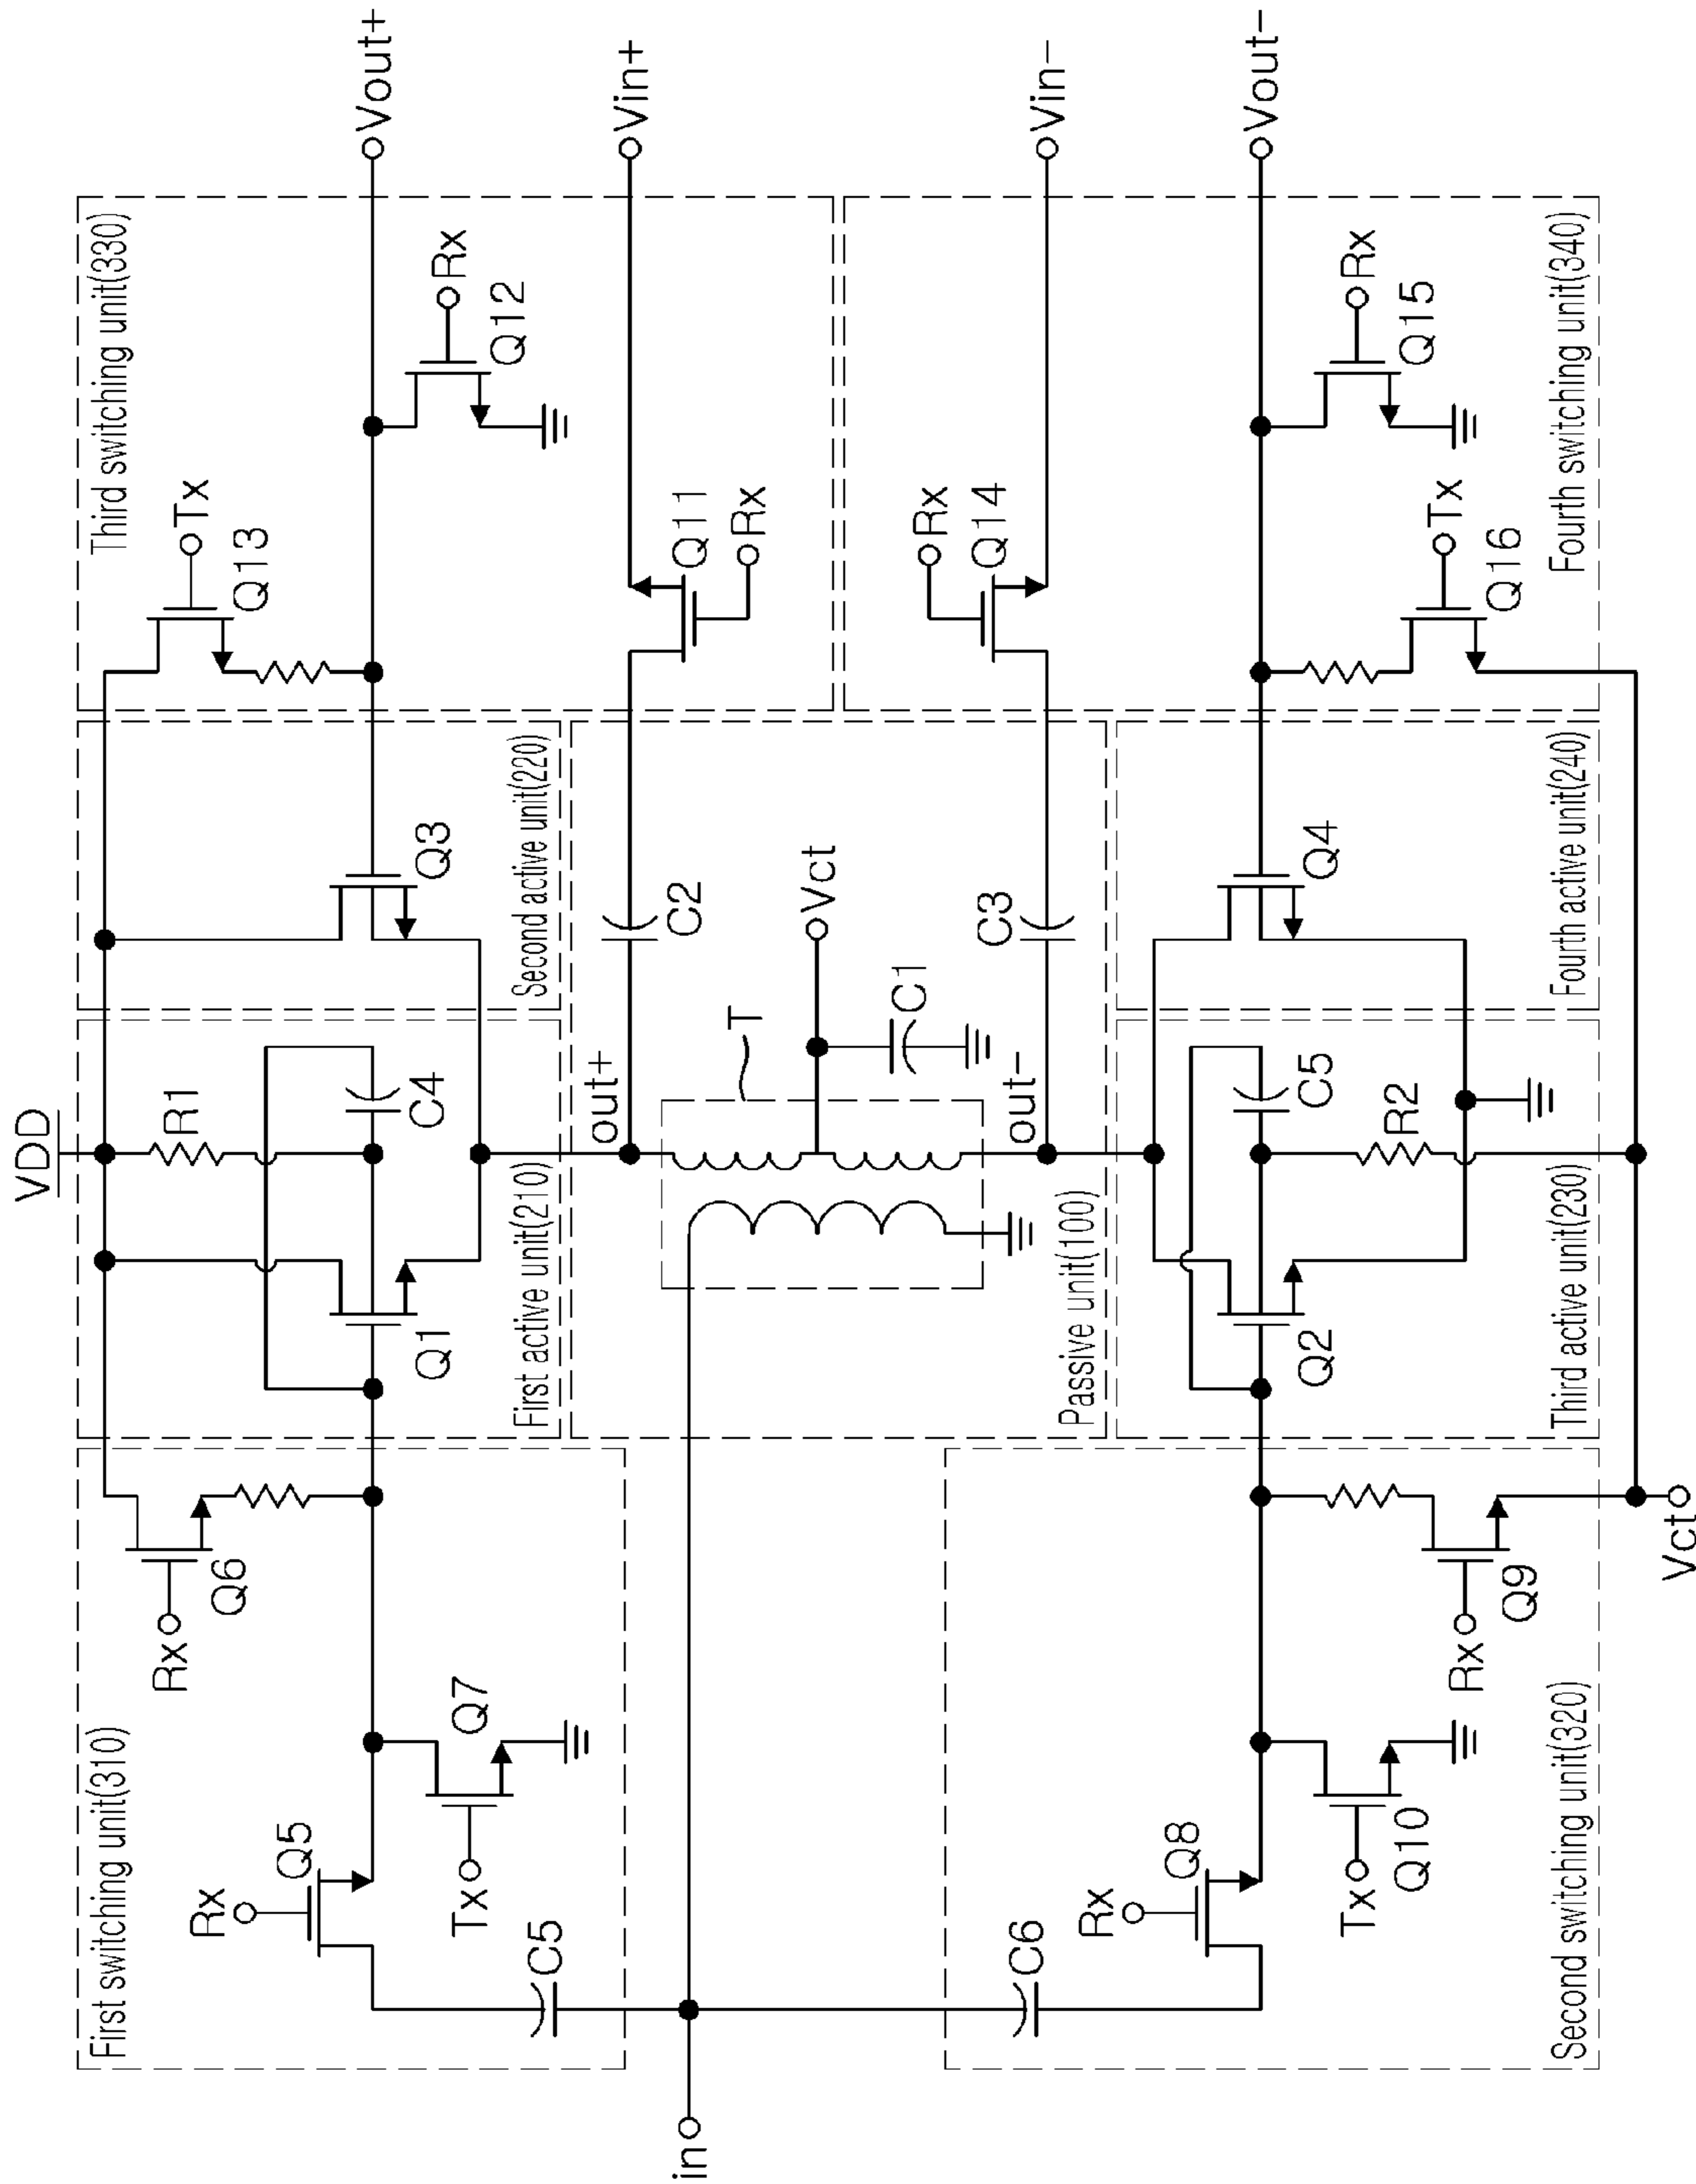 First switching unit(310)
Rx
Q6
Rx
Q5
Q7
Tx
C5
in
Second switching unit(320)
Rx
Q8
C6
Tx
Q10
Rx
Q9
Vct
VDD
First active unit(210)
R1
Q1
C4
Second active unit(220)
Q3
Passive unit(100)
out+
T
Vct
C1
C2
C3
out-
Third active unit(230)
Q2
C5
R2
Fourth active unit(240)
Q4
Third switching unit(330)
Tx
Q13
Rx
Q12
Q11
Rx
Vout+
Vin+
Fourth switching unit(340)
Rx
Q14
Rx
Q15
Tx
Q16
Vin-
Vout-